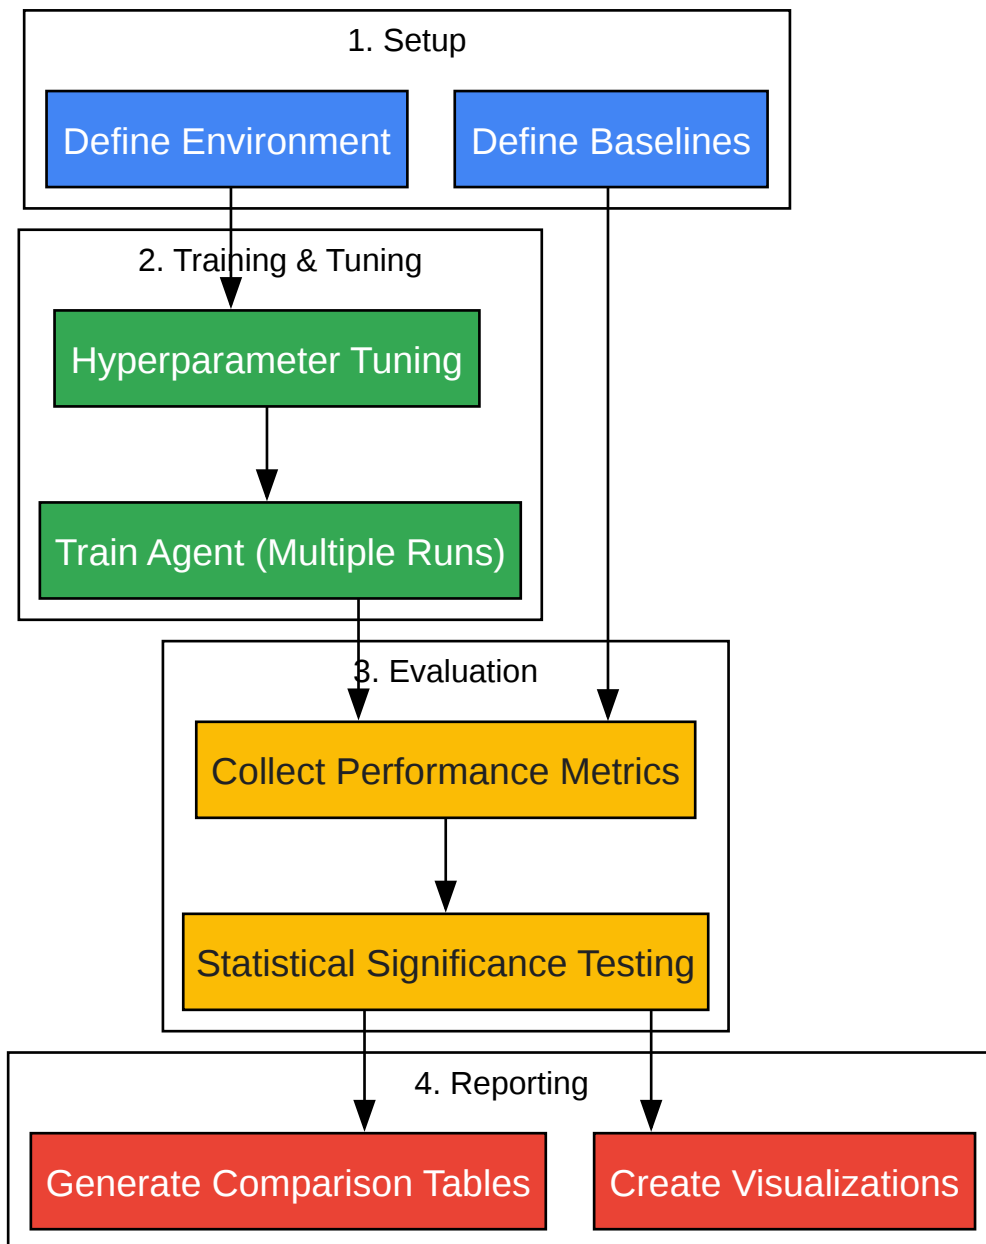 1. Setup
Define Environment
Define Baselines
2. Training & Tuning
Hyperparameter Tuning
Train Agent (Multiple Runs)
3. Evaluation
Collect Performance Metrics
Statistical Significance Testing
4. Reporting
Generate Comparison Tables
Create Visualizations